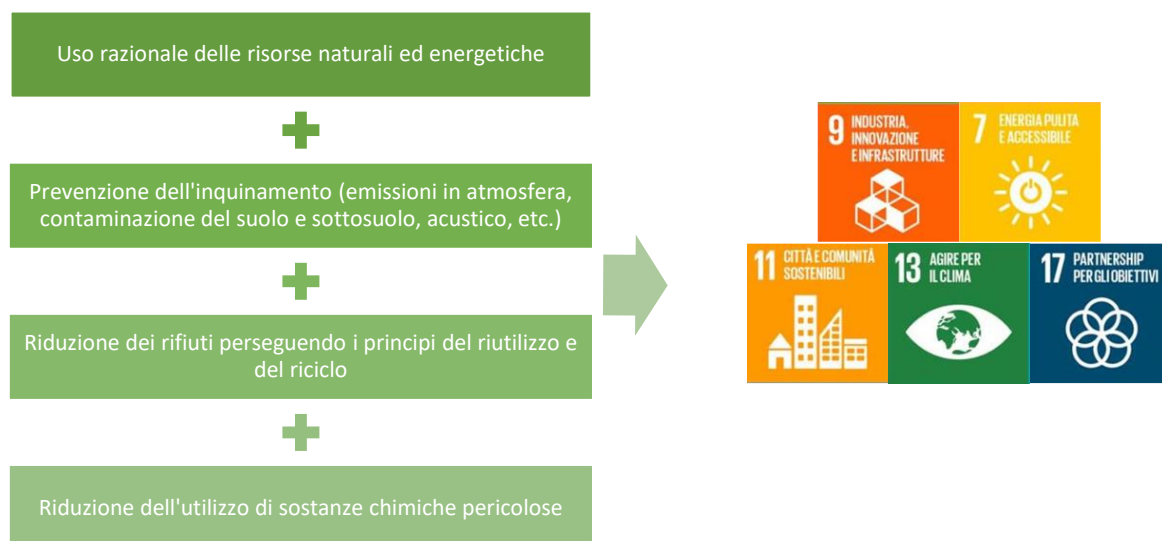 Uso razionale delle risorse naturali ed energetiche
Prevenzione dell'inquinamento (emissioni in atmosfera,
contaminazione del suolo e sottosuolo, acustico, etc.)
Riduzione dei rifiuti perseguendo i principi del riutilizzo e
del riciclo
Riduzione dell'utilizzo di sostanze chimiche pericolose
9 INDUSTRIA,
INNOVAZIONE
E INFRASTRUTTURE
7 ENERGIA PULITA
E ACCESSIBILE
11 CITTÀ E COMUNITÀ
SOSTENIBILI
13 AGIRE PER
IL CLIMA
17 PARTNERSHIP
PER GLI OBIETTIVI